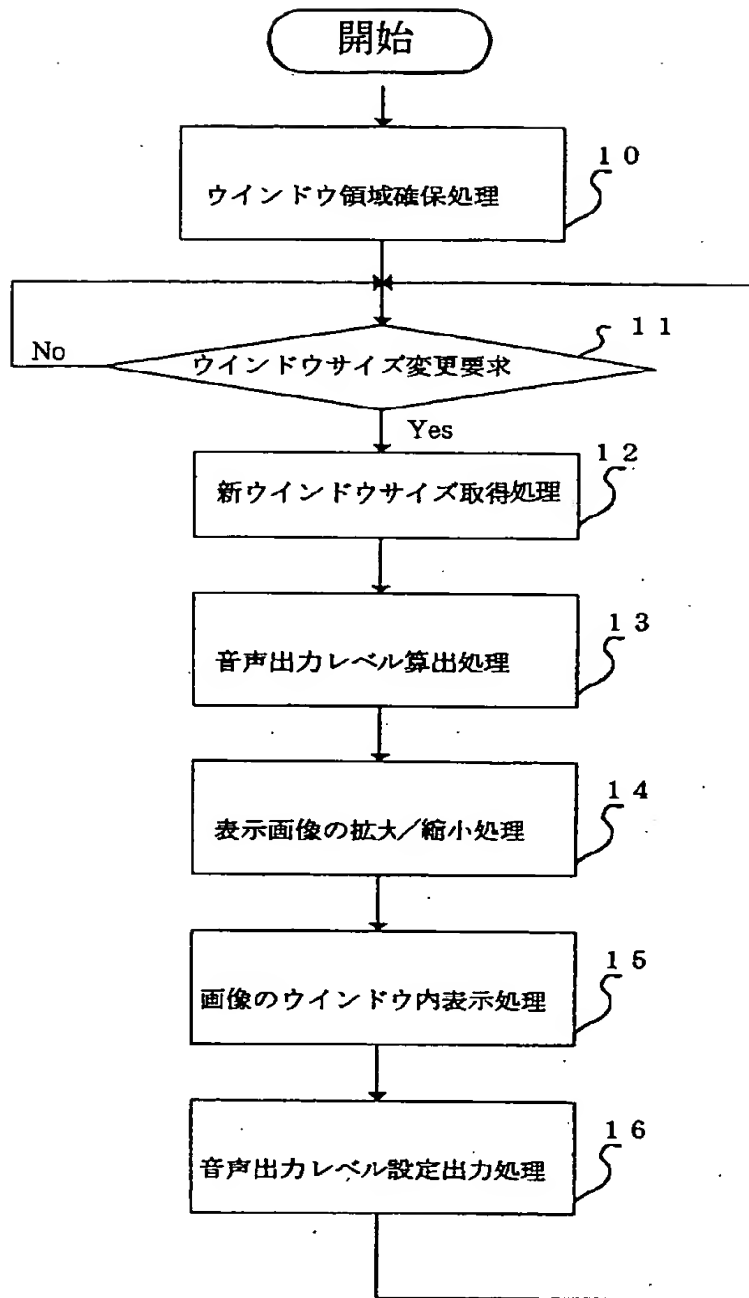 開始
ウインドウ領域確保処理
10
ウインドウサイズ変更要求
11
No
Yes
新ウインドウサイズ取得処理
12
音声出力レベル算出処理
13
表示画像の拡大／縮小処理
14
画像のウインドウ内表示処理
15
音声出力レベル設定出力処理
16